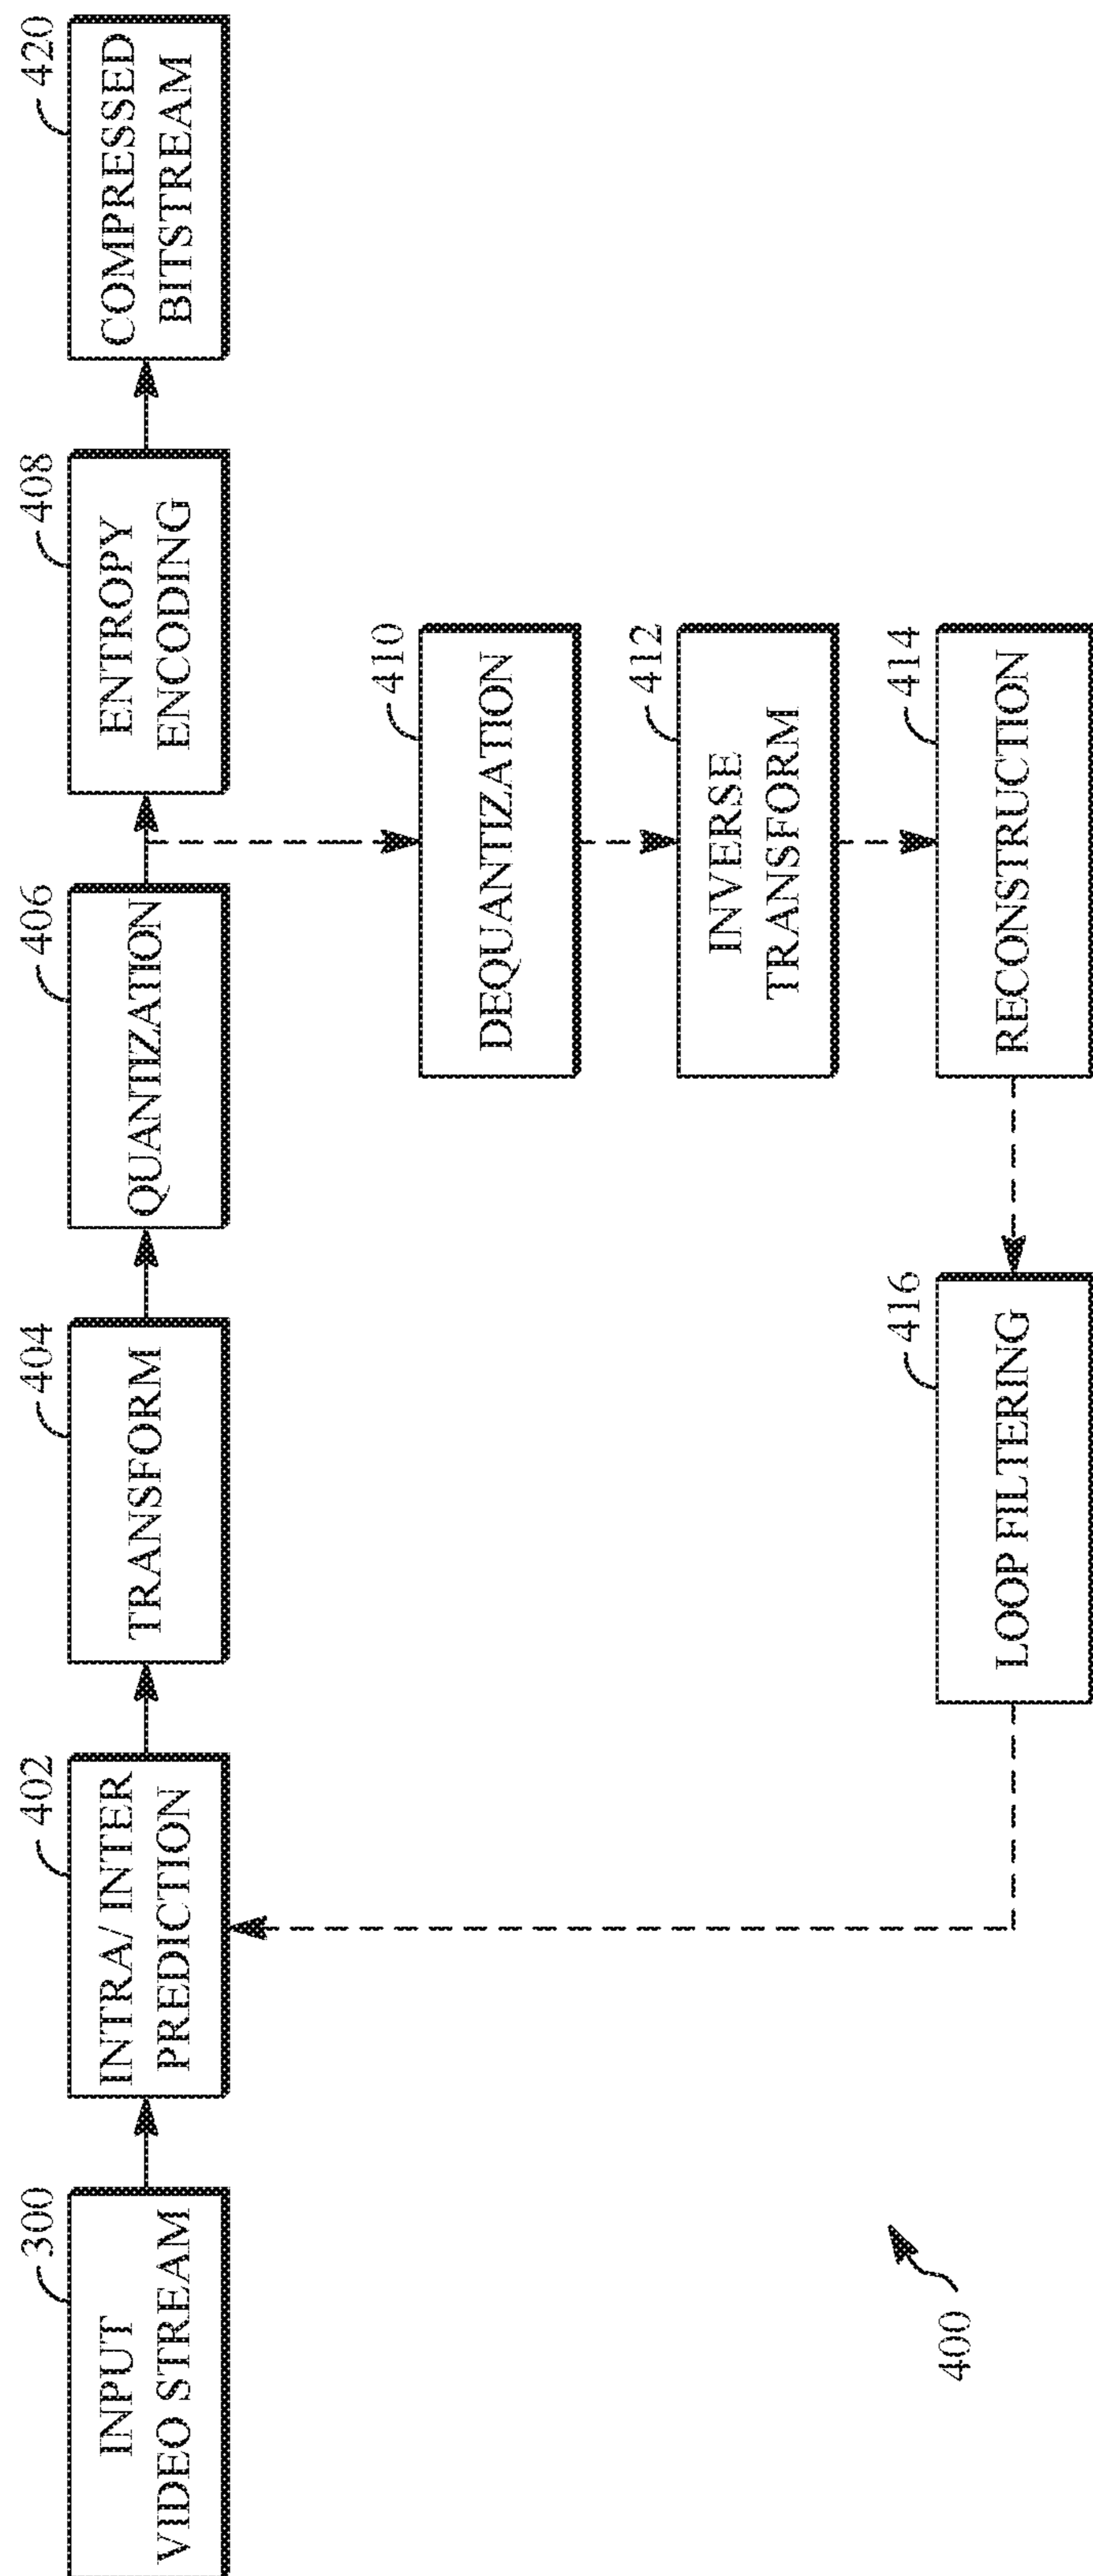 300
INPUT
VIDEO STREAM
402
INTRA/ INTER
PREDICTION
404
TRANSFORM
406
QUANTIZATION
408
ENTROPY
ENCODING
420
COMPRESSED
BITSTREAM
410
DEQUANTIZATION
412
INVERSE
TRANSFORM
414
RECONSTRUCTION
416
LOOP FILTERING
400